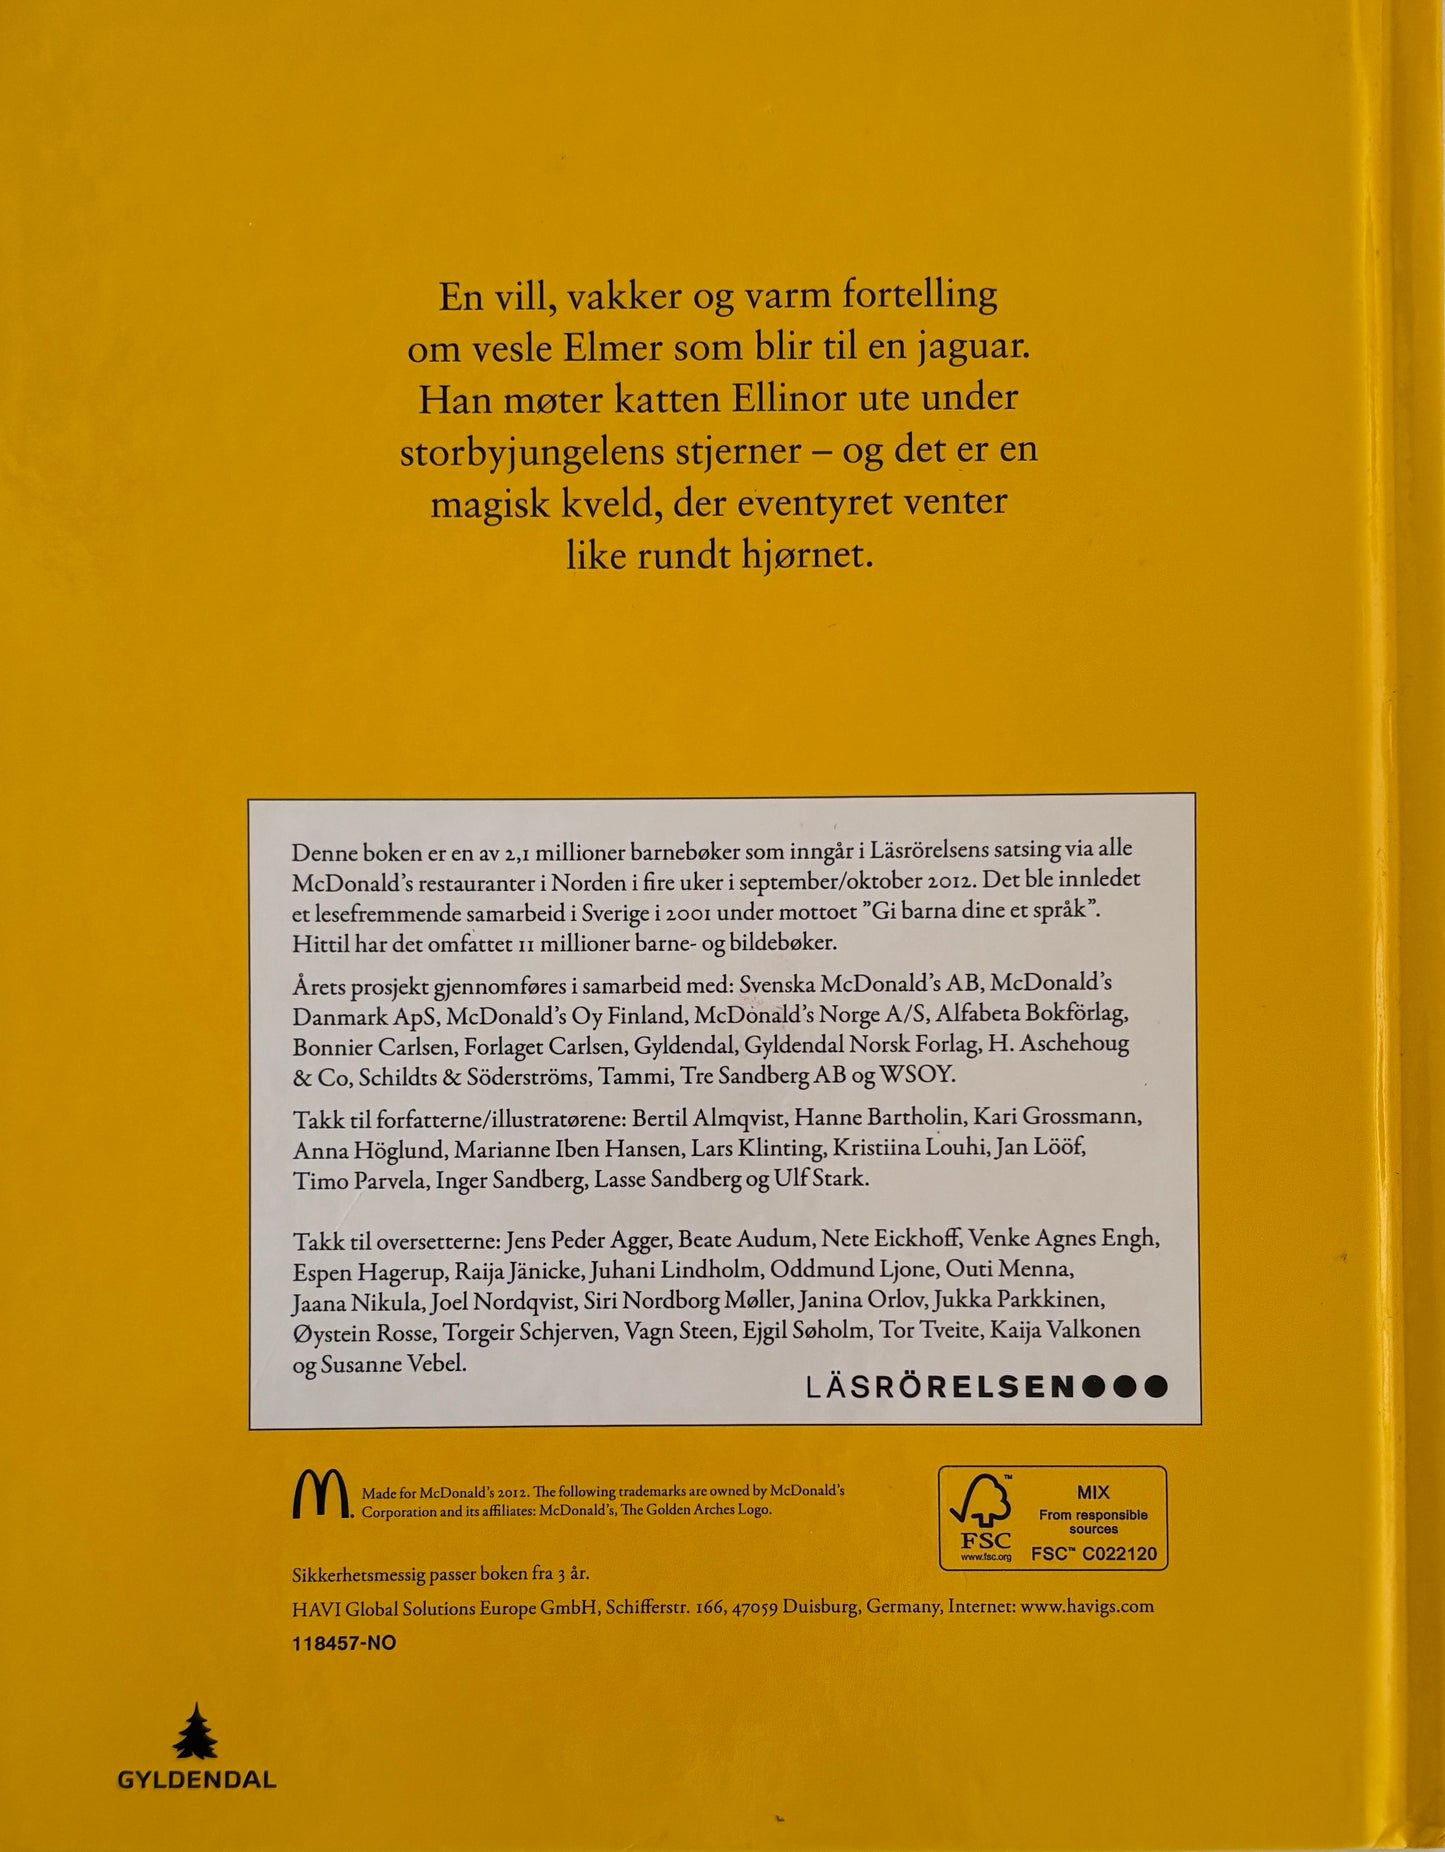 En vill, vakker og varm fortelling
om vesle Elmer som blir til en jaguar.
Han møter katten Ellinor ute under
storbyjungelens stjerner – og det er en
magisk kveld, der eventyret venter
like rundt hjørnet.
Denne boken er en av 2,1 millioner barnebøker som inngår i Läsrörelsens satsing via alle
McDonald's restauranter i Norden i fire uker i september/oktober 2012. Det ble innledet
et lesefremmende samarbeid i Sverige i 2001 under mottoet ”Gi barna dine et språk”.
Hittil har det omfattet 11 millioner barne- og bildebøker.
Årets prosjekt gjennomføres i samarbeid med: Svenska McDonald's AB, McDonald's
Danmark ApS, McDonald's Oy Finland, McDonald's Norge A/S, Alfabeta Bokförlag,
Bonnier Carlsen, Forlaget Carlsen, Gyldendal, Gyldendal Norsk Forlag, H. Aschehoug
& Co, Schildts & Söderströms, Tammi, Tre Sandberg AB og WSOY.
Takk til forfatterne/illustratørene: Bertil Almqvist, Hanne Bartholin, Kari Grossmann,
Anna Höglund, Marianne Iben Hansen, Lars Klinting, Kristiina Louhi, Jan Lööf,
Timo Parvela, Inger Sandberg, Lasse Sandberg og Ulf Stark.
Takk til oversetterne: Jens Peder Agger, Beate Audum, Nete Eickhoff, Venke Agnes Engh,
Espen Hagerup, Raija Jänicke, Juhani Lindholm, Oddmund Ljone, Outi Menna,
Jaana Nikula, Joel Nordqvist, Siri Nordborg Møller, Janina Orlov, Jukka Parkkinen,
Øystein Rosse, Torgeir Schjerven, Vagn Steen, Ejgil Søholm, Tor Tveite, Kaija Valkonen
og Susanne Vebel.
LÄSRÖRELSEN●●●
Made for McDonald's 2012. The following trademarks are owned by McDonald's
Corporation and its affiliates: McDonald's, The Golden Arches Logo.
FSC
www.fsc.org
MIX
From responsible
sources
FSC™ C022120
Sikkerhetsmessig passer boken fra 3 år.
HAVI Global Solutions Europe GmbH, Schifferstr. 166, 47059 Duisburg, Germany, Internet: www.havigs.com
118457-NO
GYLDENDAL